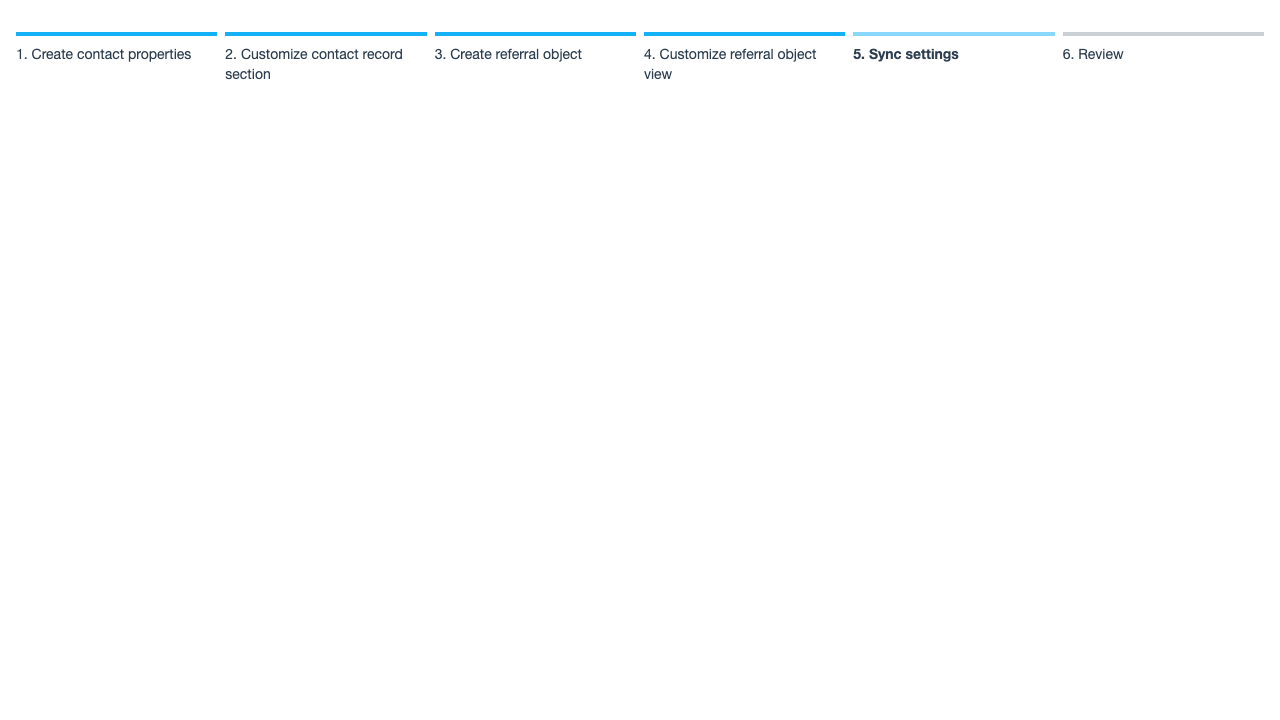 1. Create contact properties
2. Customize contact record
section
3. Create referral object
4. Customize referral object
view
5. Sync settings
6. Review